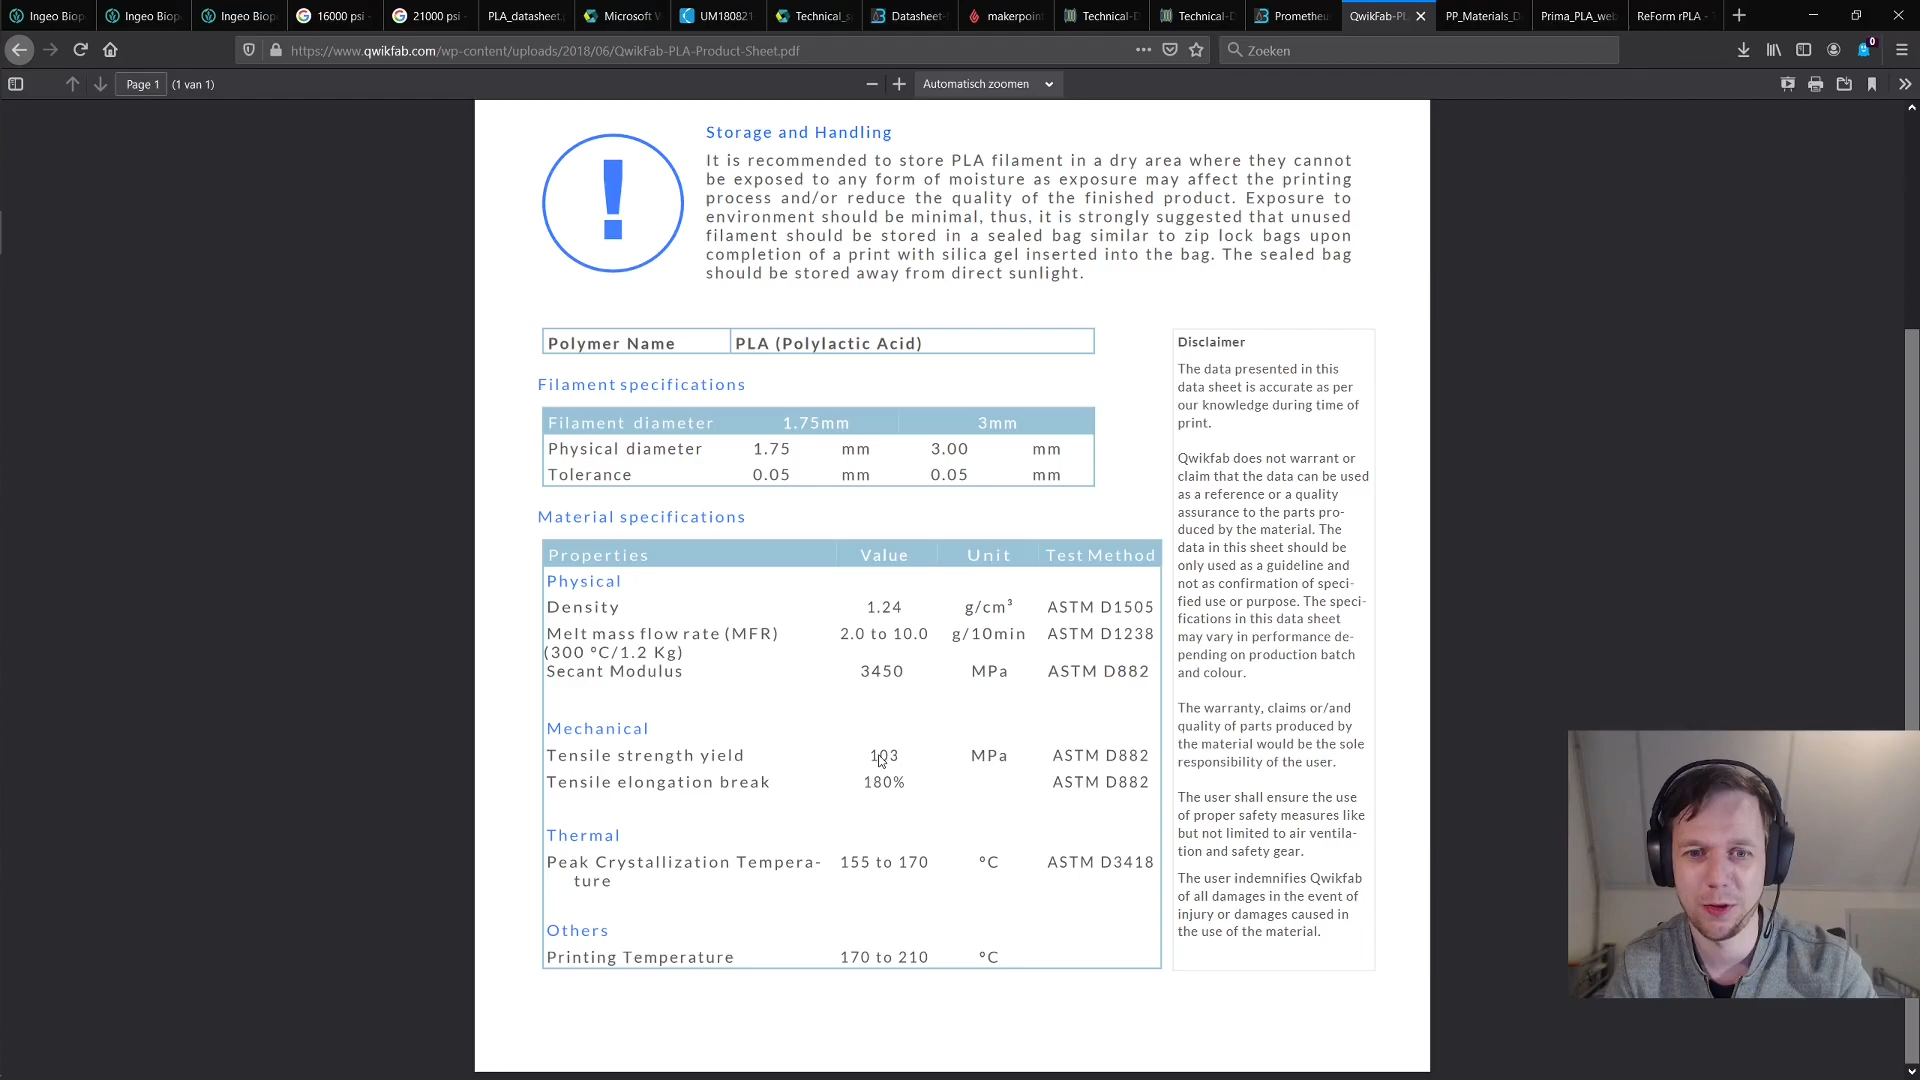 Ingeo Biop
Ingeo Biop
Ingeo Biop
16000 psi -
21000 psi -
PLA_datasheet.
Microsoft W
UM180821
Technical_s
Datasheet-
makerpoint
Technical-D
Technical-D
Prometheu
QwikFab-PL
PP_Materials_D
Prima_PLA_web
ReForm rPLA - T
https://www.qwikfab.com/wp-content/uploads/2018/06/QwikFab-PLA-Product-Sheet.pdf
Zoeken
0
Page 1
(1 van 1)
Automatisch zoomen
!
Storage and Handling
It is recommended to store PLA filament in a dry area where they cannot
be exposed to any form of moisture as exposure may affect the printing
process and/or reduce the quality of the finished product. Exposure to
environment should be minimal, thus, it is strongly suggested that unused
filament should be stored in a sealed bag similar to zip lock bags upon
completion of a print with silica gel inserted into the bag. The sealed bag
should be stored away from direct sunlight.
Polymer Name PLA (Polylactic Acid)
Filament specifications
Filament diameter 1.75mm 3mm
Physical diameter 1.75 mm 3.00 mm
Tolerance 0.05 mm 0.05 mm
Material specifications
Properties Value Unit Test Method
Physical
Density 1.24 g/cm³ ASTM D1505
Melt mass flow rate (MFR) 2.0 to 10.0 g/10min ASTM D1238
(300 ºC/1.2 Kg)
Secant Modulus 3450 MPa ASTM D882
Mechanical
Tensile strength yield 103 MPa ASTM D882
Tensile elongation break 180% ASTM D882
Thermal
Peak Crystallization Tempera- 155 to 170 ºC ASTM D3418
ture
Others
Printing Temperature 170 to 210 ºC
Disclaimer
The data presented in this
data sheet is accurate as per
our knowledge during time of
print.
Qwikfab does not warrant or
claim that the data can be used
as a reference or a quality
assurance to the parts pro-
duced by the material. The
data in this sheet should be
only used as a guideline and
not as confirmation of speci-
fied use or purpose. The speci-
fications in this data sheet
may vary in performance de-
pending on production batch
and colour.
The warranty, claims or/and
quality of parts produced by
the material would be the sole
responsibility of the user.
The user shall ensure the use
of proper safety measures like
but not limited to air ventila-
tion and safety gear.
The user indemnifies Qwikfab
of all damages in the event of
injury or damages caused in
the use of the material.